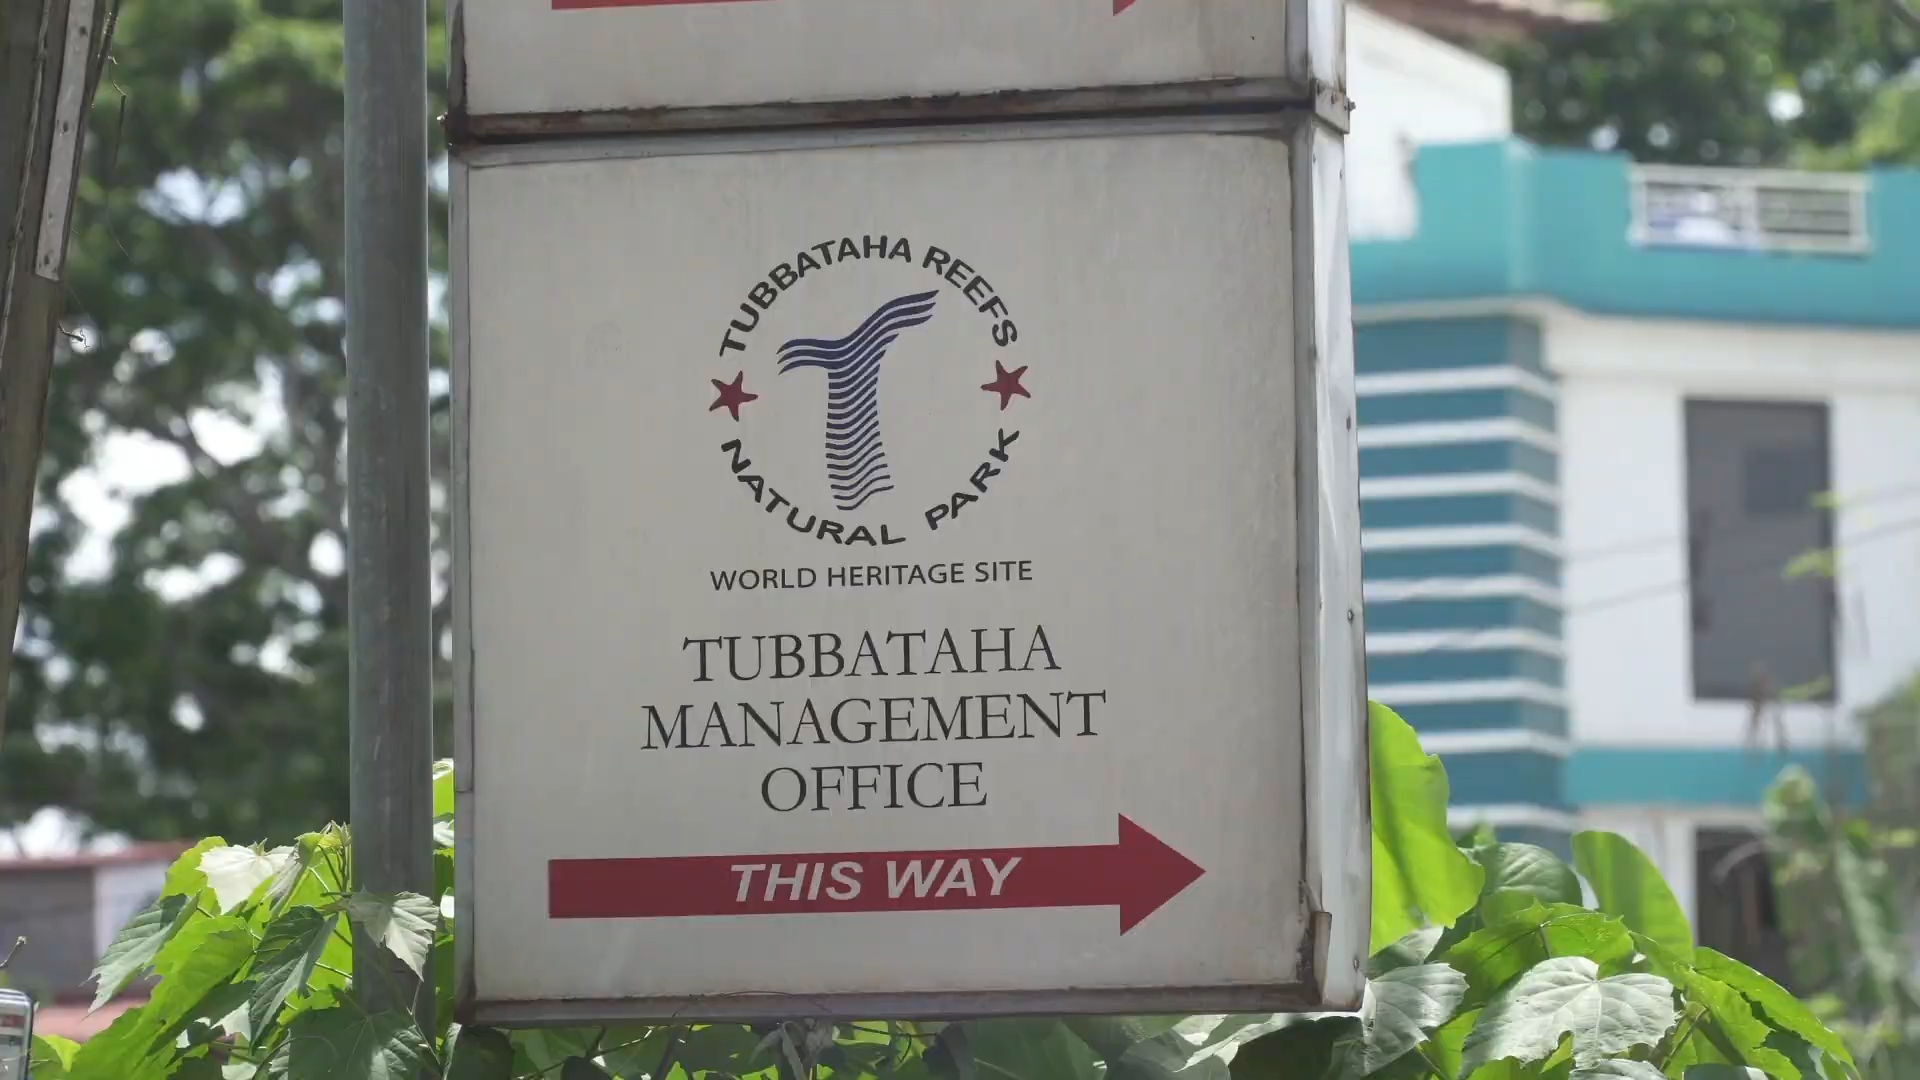 TUBBATAHA REEFS
NATURAL PARK
WORLD HERITAGE SITE
TUBBATAHA
MANAGEMENT
OFFICE
THIS WAY